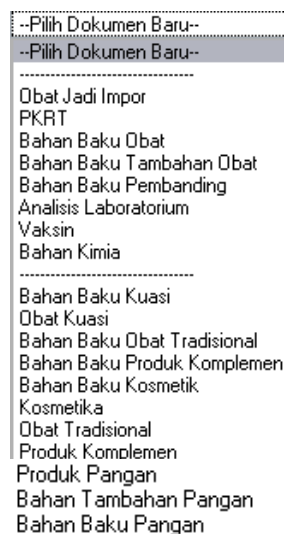 --Pilih Dokumen Baru--
--Pilih Dokumen Baru--
----------------------------------
Obat Jadi Impor
PKRT
Bahan Baku Obat
Bahan Baku Tambahan Obat
Bahan Baku Pembanding
Analisis Laboratorium
Vaksin
Bahan Kimia
----------------------------------
Bahan Baku Kuasi
Obat Kuasi
Bahan Baku Obat Tradisional
Bahan Baku Produk Komplemen
Bahan Baku Kosmetik
Kosmetika
Obat Tradisional
Produk Komplemen
Produk Pangan
Bahan Tambahan Pangan
Bahan Baku Pangan